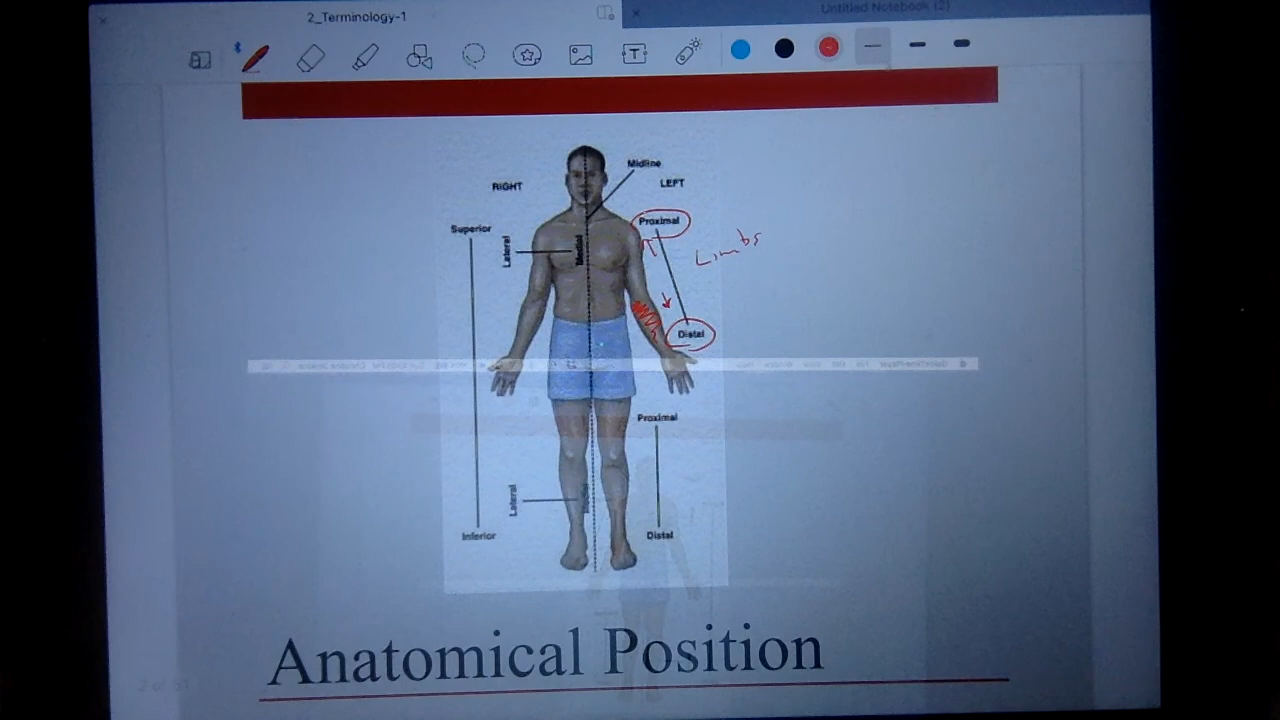 2_Terminology-1
Untitled Notebook (2)
T
Midline
RIGHT
LEFT
Proximal
Superior
Limbs
Lateral
Medial
Distal
Proximal
Lateral
Inferior
Distal
Anatomical Position